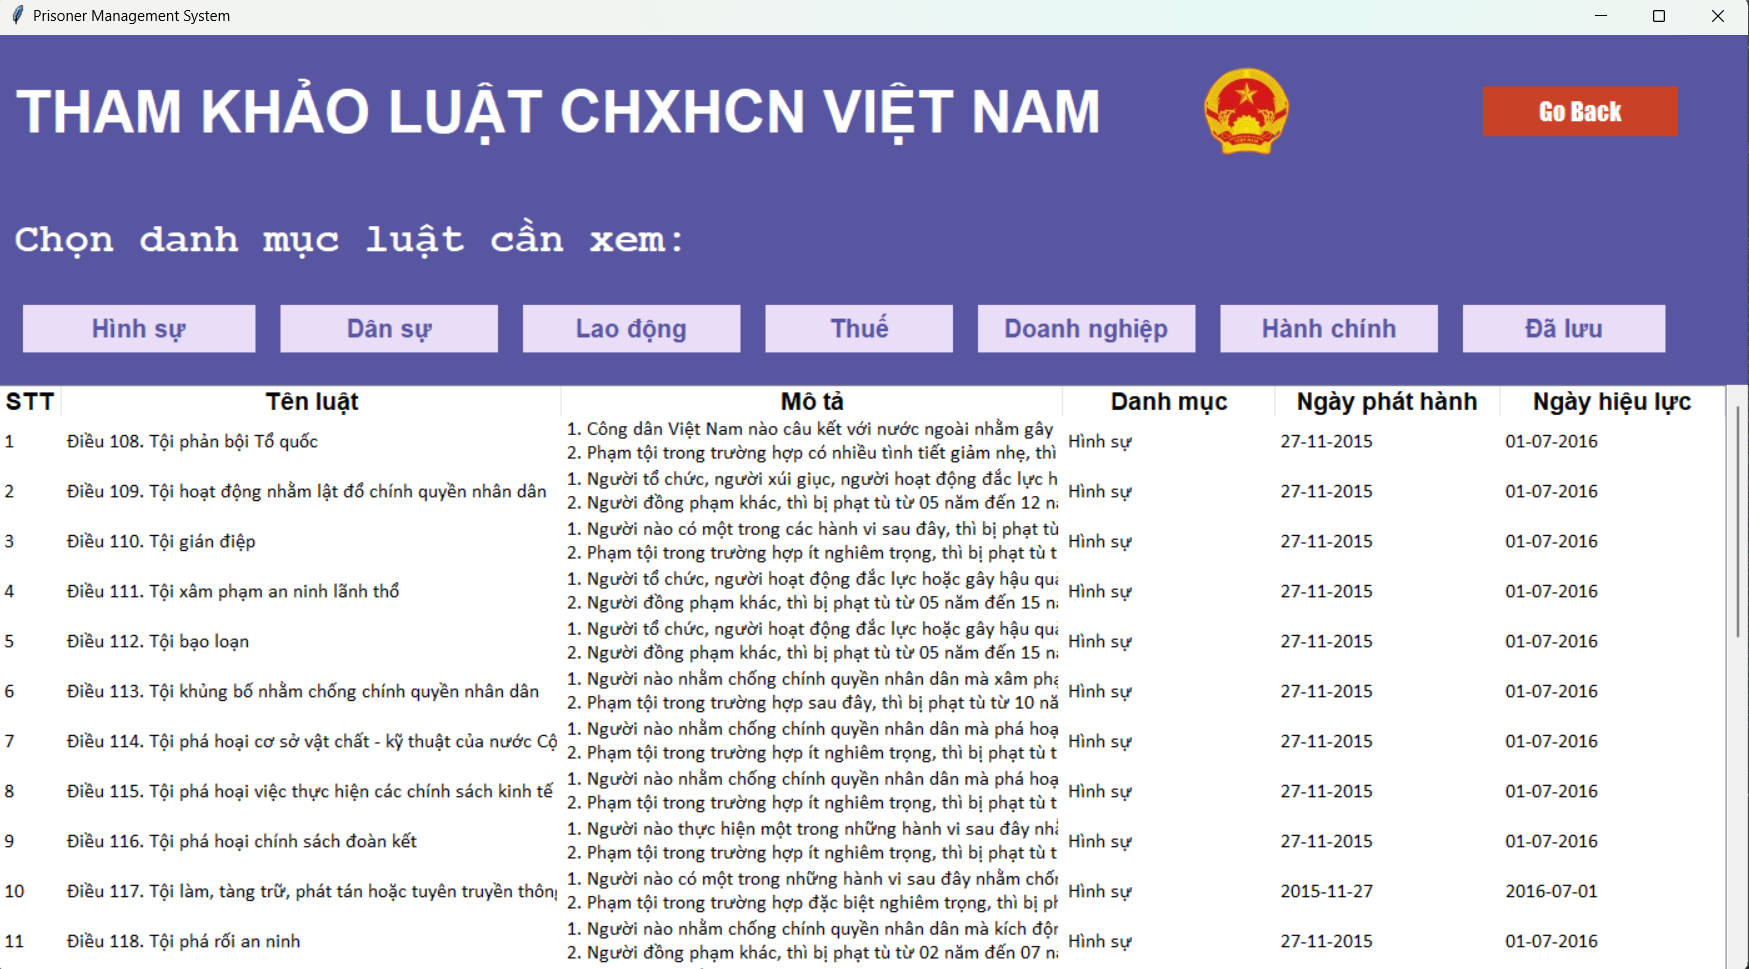 Prisoner Management System
THAM KHẢO LUẬT CHXHCN VIỆT NAM
Go Back
Chọn danh mục luật cần xem:
Hình sự Dân sự Lao động Thuế Doanh nghiệp Hành chính Đã lưu
STT Tên luật Mô tả Danh mục Ngày phát hành Ngày hiệu lực
1 Điều 108. Tội phản bội Tổ quốc 1. Công dân Việt Nam nào câu kết với nước ngoài nhằm gây Hình sự 27-11-2015 01-07-2016
2. Phạm tội trong trường hợp có nhiều tình tiết giảm nhẹ, thì
2 Điều 109. Tội hoạt động nhằm lật đổ chính quyền nhân dân 1. Người tổ chức, người xúi giục, người hoạt động đắc lực h Hình sự 27-11-2015 01-07-2016
2. Người đồng phạm khác, thì bị phạt tù từ 05 năm đến 12 n
3 Điều 110. Tội gián điệp 1. Người nào có một trong các hành vi sau đây, thì bị phạt tù Hình sự 27-11-2015 01-07-2016
2. Phạm tội trong trường hợp ít nghiêm trọng, thì bị phạt tù t
4 Điều 111. Tội xâm phạm an ninh lãnh thổ 1. Người tổ chức, người hoạt động đắc lực hoặc gây hậu quả Hình sự 27-11-2015 01-07-2016
2. Người đồng phạm khác, thì bị phạt tù từ 05 năm đến 15 n
5 Điều 112. Tội bạo loạn 1. Người tổ chức, người hoạt động đắc lực hoặc gây hậu quả Hình sự 27-11-2015 01-07-2016
2. Người đồng phạm khác, thì bị phạt tù từ 05 năm đến 15 n
6 Điều 113. Tội khủng bố nhằm chống chính quyền nhân dân 1. Người nào nhằm chống chính quyền nhân dân mà xâm phạ Hình sự 27-11-2015 01-07-2016
2. Phạm tội trong trường hợp sau đây, thì bị phạt tù từ 10 nă
7 Điều 114. Tội phá hoại cơ sở vật chất - kỹ thuật của nước Cộ 1. Người nào nhằm chống chính quyền nhân dân mà phá hoạ Hình sự 27-11-2015 01-07-2016
2. Phạm tội trong trường hợp ít nghiêm trọng, thì bị phạt tù t
8 Điều 115. Tội phá hoại việc thực hiện các chính sách kinh tế 1. Người nào nhằm chống chính quyền nhân dân mà phá hoạ Hình sự 27-11-2015 01-07-2016
2. Phạm tội trong trường hợp ít nghiêm trọng, thì bị phạt tù t
9 Điều 116. Tội phá hoại chính sách đoàn kết 1. Người nào thực hiện một trong những hành vi sau đây nhằ Hình sự 27-11-2015 01-07-2016
2. Phạm tội trong trường hợp ít nghiêm trọng, thì bị phạt tù t
10 Điều 117. Tội làm, tàng trữ, phát tán hoặc tuyên truyền thông 1. Người nào có một trong những hành vi sau đây nhằm chốn Hình sự 2015-11-27 2016-07-01
2. Phạm tội trong trường hợp đặc biệt nghiêm trọng, thì bị ph
11 Điều 118. Tội phá rối an ninh 1. Người nào nhằm chống chính quyền nhân dân mà kích độn Hình sự 27-11-2015 01-07-2016
2. Người đồng phạm khác, thì bị phạt tù từ 02 năm đến 07 n